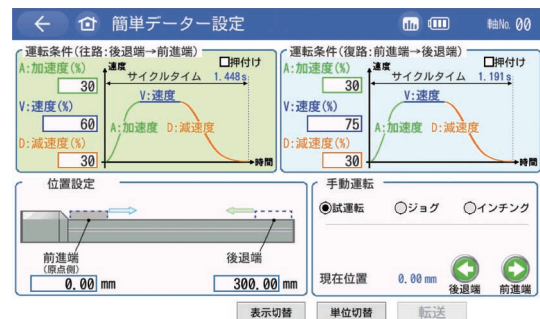 簡単データー設定
軸No. 00
運転条件(往路:後退端→前進端)
A:加速度(%)
30
V:速度(%)
60
D:減速度(%)
30
速度
□押付け
サイクルタイム 1.448s
V:速度
A:加速度 D:減速度
時間
運転条件(復路:前進端→後退端)
A:加速度(%)
30
V:速度(%)
75
D:減速度(%)
30
速度
□押付け
サイクルタイム 1.191s
V:速度
A:加速度 D:減速度
時間
位置設定
前進端
(原点側)
0.00 mm
後退端
300.00 mm
手動運転
試運転 ジョグ インチング
現在位置 0.00 mm
後退端 前進端
表示切替 単位切替 転送